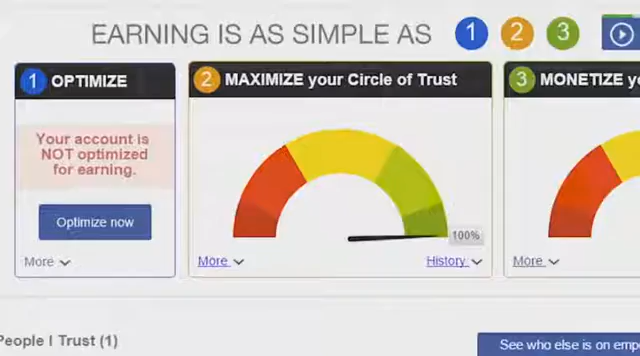 EARNING IS AS SIMPLE AS 1 2 3
1 OPTIMIZE
Your account is
NOT optimized
for earning.
Optimize now
More
2 MAXIMIZE your Circle of Trust
100%
More
History
3 MONETIZE
More
People I Trust (1)
See who else is on